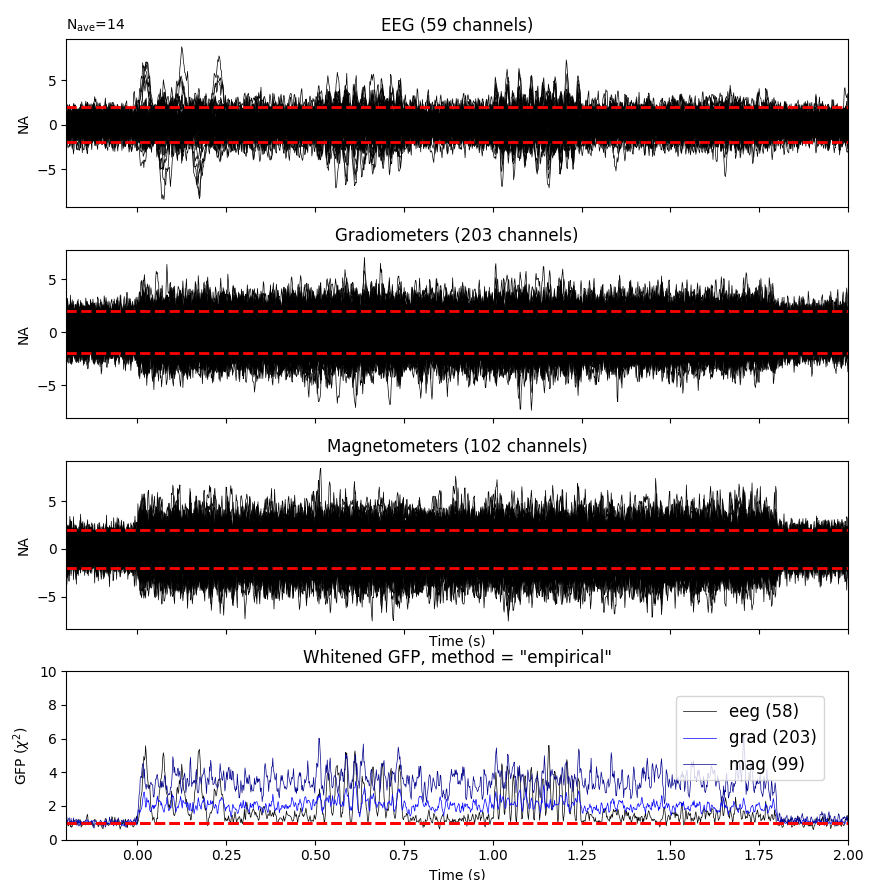 N_ave=14
EEG (59 channels)
5
0
−5
NA
Gradiometers (203 channels)
5
0
−5
NA
Magnetometers (102 channels)
5
0
−5
NA
Time (s)
Whitened GFP, method = "empirical"
10
8
6
4
2
0
GFP (χ²)
eeg (58)
grad (203)
mag (99)
0.00 0.25 0.50 0.75 1.00 1.25 1.50 1.75 2.00
Time (s)